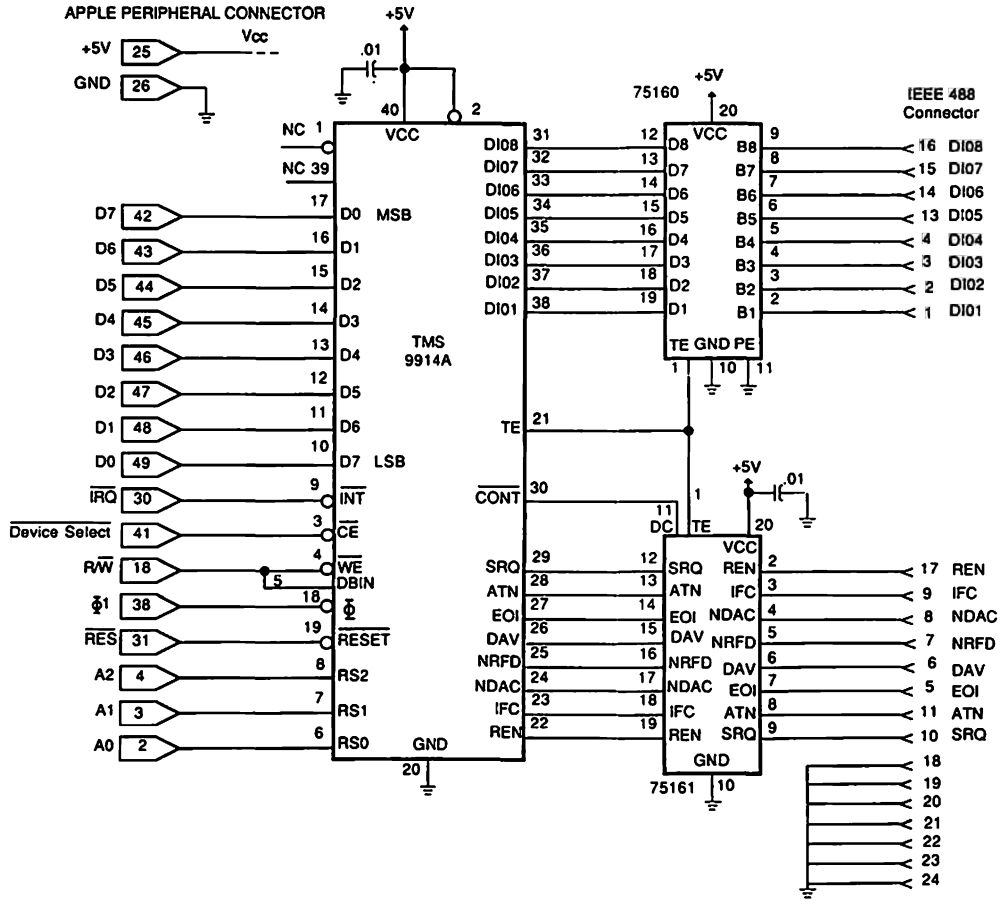 APPLE PERIPHERAL CONNECTOR
+5V 25 Vcc
GND 26
+5V
.01
40 2
VCC
NC 1
NC 39
D7 42 17 D0 MSB
D6 43 16 D1
D5 44 15 D2
D4 45 14 D3
D3 46 13 D4
D2 47 12 D5
D1 48 11 D6
D0 49 10 D7 LSB
IRQ 30 9 INT
Device Select 41 3 CE
R/W 18 4 WE
5 DBIN
Φ1 38 18 Φ
RES 31 19 RESET
A2 4 8 RS2
A1 3 7 RS1
A0 2 6 RS0
TMS
9914A
GND
20
DI08 31 12 D8
DI07 32 13 D7
DI06 33 14 D6
DI05 34 15 D5
DI04 35 16 D4
DI03 36 17 D3
DI02 37 18 D2
DI01 38 19 D1
TE 21
CONT 30
SRQ 29 12 SRQ
ATN 28 13 ATN
EOI 27 14 EOI
DAV 26 15 DAV
NRFD 25 16 NRFD
NDAC 24 17 NDAC
IFC 23 18 IFC
REN 22 19 REN
75160
+5V
20
VCC
IEEE 488
Connector
B8 9 16 DI08
B7 8 15 DI07
B6 7 14 DI06
B5 6 13 DI05
B4 5 4 DI04
B3 4 3 DI03
B2 3 2 DI02
B1 2 1 DI01
TE GND PE
1 10 11
+5V
.01
1
11
DC TE 20
VCC
REN 2 17 REN
IFC 3 9 IFC
NDAC 4 8 NDAC
NRFD 5 7 NRFD
DAV 6 6 DAV
EOI 7 5 EOI
ATN 8 11 ATN
SRQ 9 10 SRQ
GND
75161 10
18
19
20
21
22
23
24